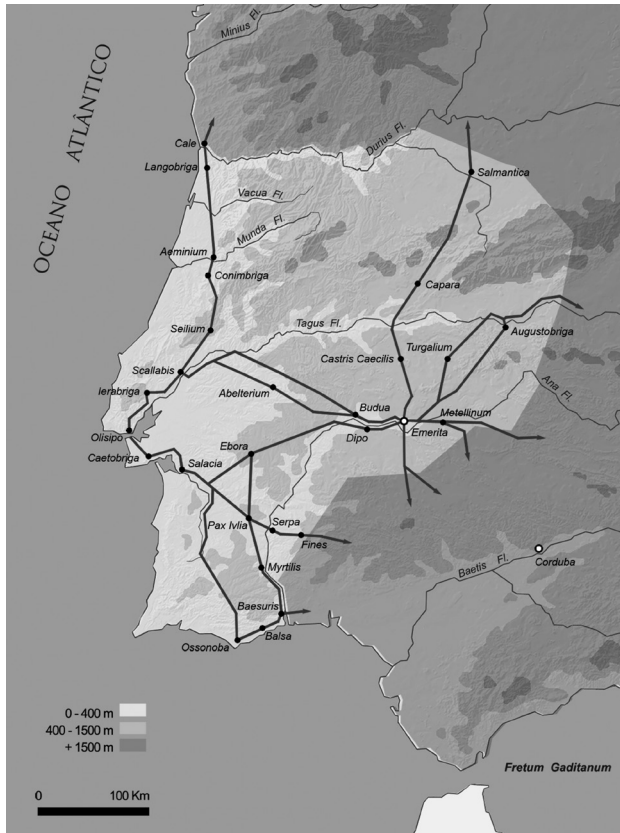 Minius Fl.
OCEANO ATLÂNTICO
Cale
Durius Fl.
Langobriga
Salmantica
Vacua Fl.
Munda Fl.
Aeminium
Conimbriga
Capara
Tagus Fl.
Seilium
Augustobriga
Turgalium
Scallabis
Castris Caecilis
Ierabriga
Abelterium
Ana Fl.
Budua
Metellinum
Olisipo
Dipo
Emerita
Ebora
Caetobriga
Salacia
Pax Ivlia
Serpa
Fines
Corduba
Baetis Fl.
Myrtilis
Baesuris
Balsa
Ossonoba
0 - 400 m
400 - 1500 m
+ 1500 m
Fretum Gaditanum
0 100 Km